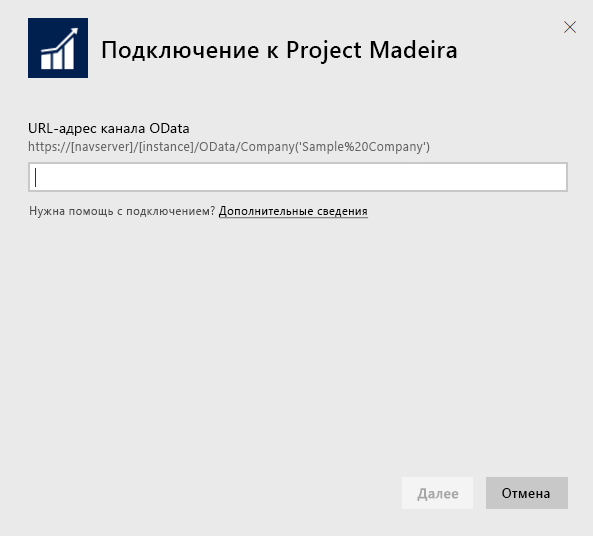 Подключение к Project Madeira
URL-адрес канала OData
https://[navserver]/[instance]/OData/Company('Sample%20Company')
Нужна помощь с подключением? Дополнительные сведения
Далее Отмена